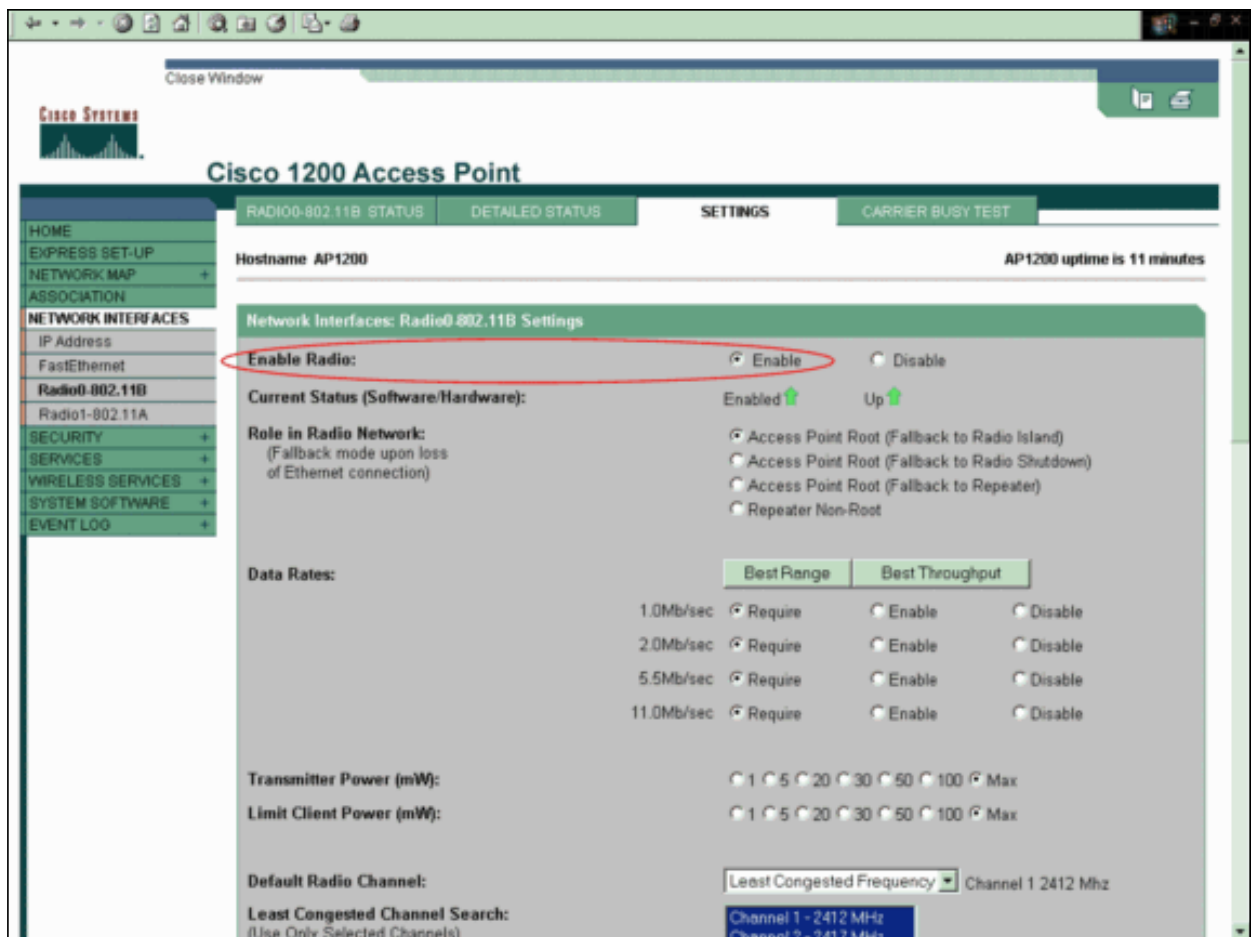 Close Window
CISCO SYSTEMS
Cisco 1200 Access Point
RADIO0-802.11B STATUS DETAILED STATUS SETTINGS CARRIER BUSY TEST
HOME
EXPRESS SET-UP
NETWORK MAP +
ASSOCIATION
NETWORK INTERFACES
IP Address
FastEthernet
Radio0-802.11B
Radio1-802.11A
SECURITY +
SERVICES +
WIRELESS SERVICES +
SYSTEM SOFTWARE +
EVENT LOG +
Hostname AP1200 AP1200 uptime is 11 minutes
Network Interfaces: Radio0-802.11B Settings
Enable Radio: Enable Disable
Current Status (Software/Hardware): Enabled Up
Role in Radio Network:
(Fallback mode upon loss
of Ethernet connection)
Access Point Root (Fallback to Radio Island)
Access Point Root (Fallback to Radio Shutdown)
Access Point Root (Fallback to Repeater)
Repeater Non-Root
Data Rates: Best Range Best Throughput
1.0Mb/sec Require Enable Disable
2.0Mb/sec Require Enable Disable
5.5Mb/sec Require Enable Disable
11.0Mb/sec Require Enable Disable
Transmitter Power (mW): 1 5 20 30 50 100 Max
Limit Client Power (mW): 1 5 20 30 50 100 Max
Default Radio Channel: Least Congested Frequency Channel 1 2412 Mhz
Least Congested Channel Search: Channel 1 - 2412 MHz
(Use Only Selected Channels) Channel 2 - 2417 MHz